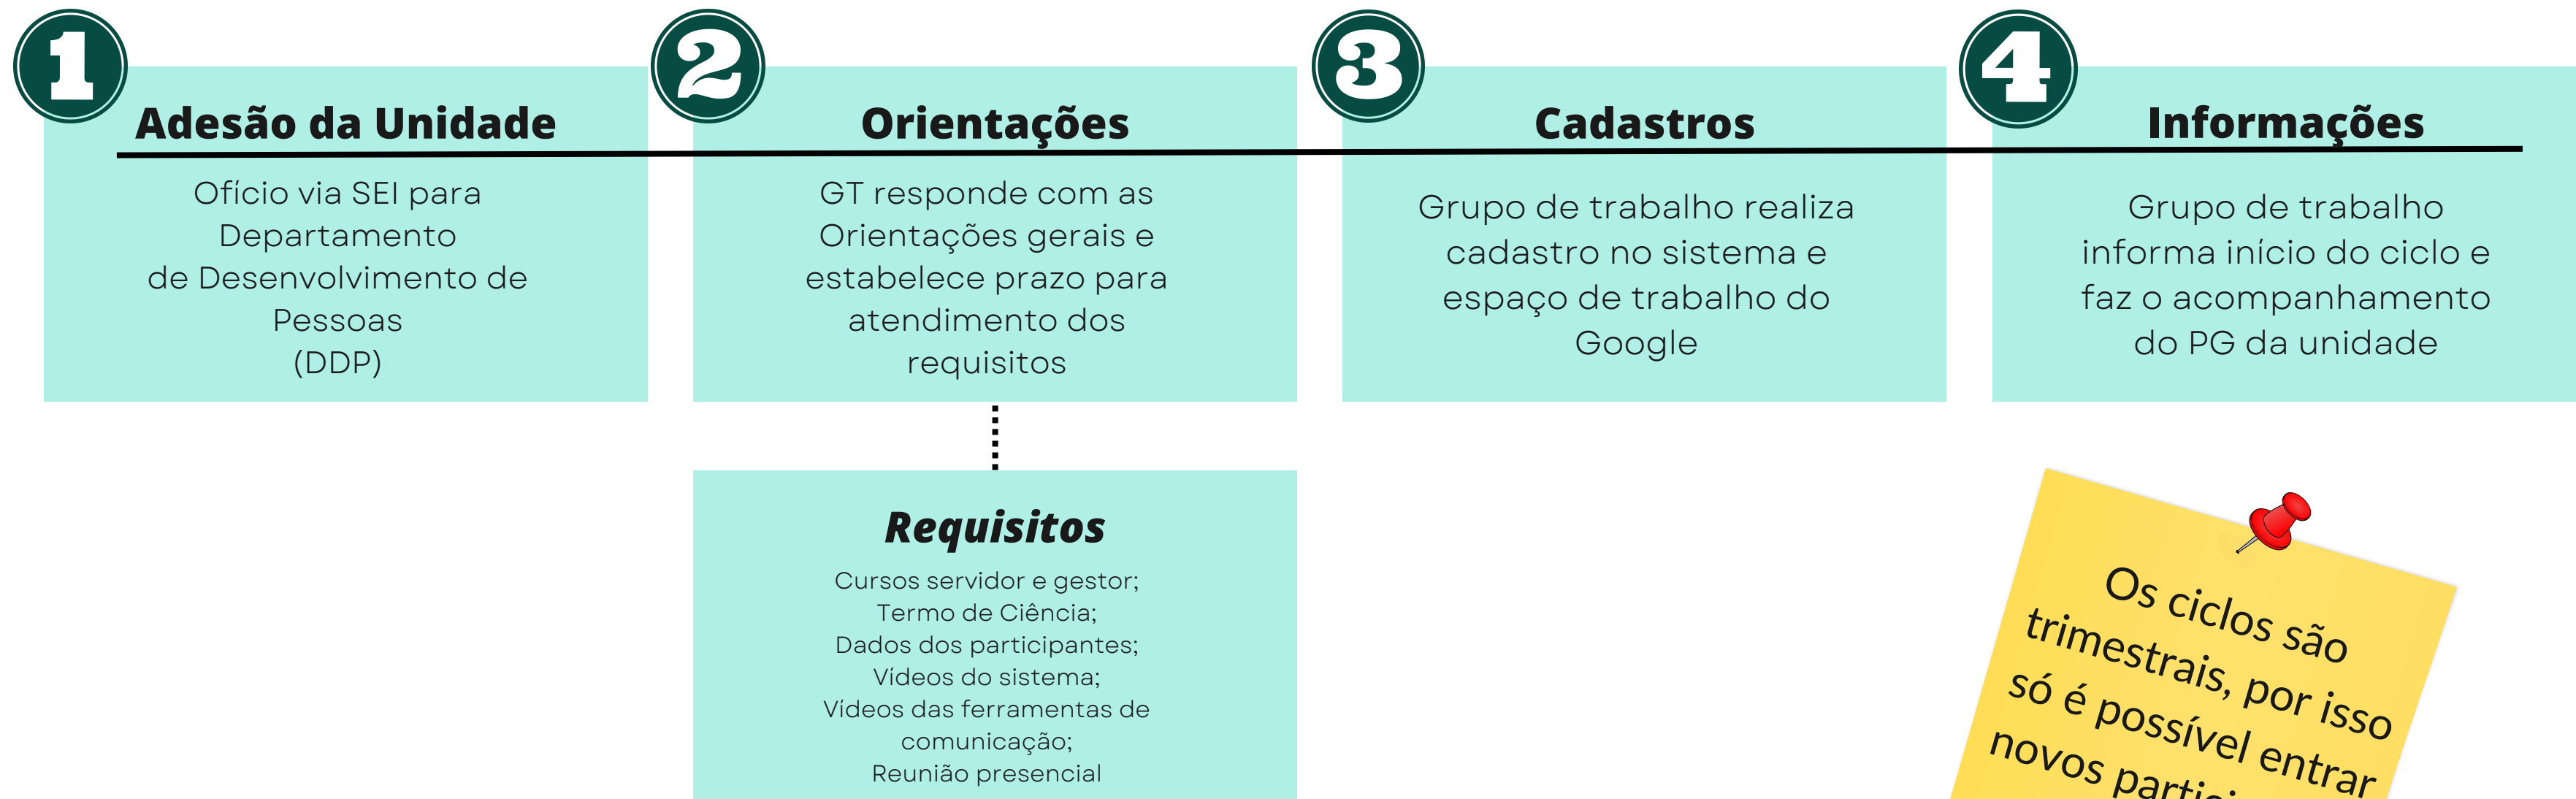 1
Adesão da Unidade
Ofício via SEI para
Departamento
de Desenvolvimento de
Pessoas
(DDP)
2
Orientações
GT responde com as
Orientações gerais e
estabelece prazo para
atendimento dos
requisitos
Requisitos
Cursos servidor e gestor;
Termo de Ciência;
Dados dos participantes;
Vídeos do sistema;
Vídeos das ferramentas de
comunicação;
Reunião presencial
3
Cadastros
Grupo de trabalho realiza
cadastro no sistema e
espaço de trabalho do
Google
4
Informações
Grupo de trabalho
informa início do ciclo e
faz o acompanhamento
do PG da unidade
Os ciclos são
trimestrais, por isso
só é possível entrar
novos